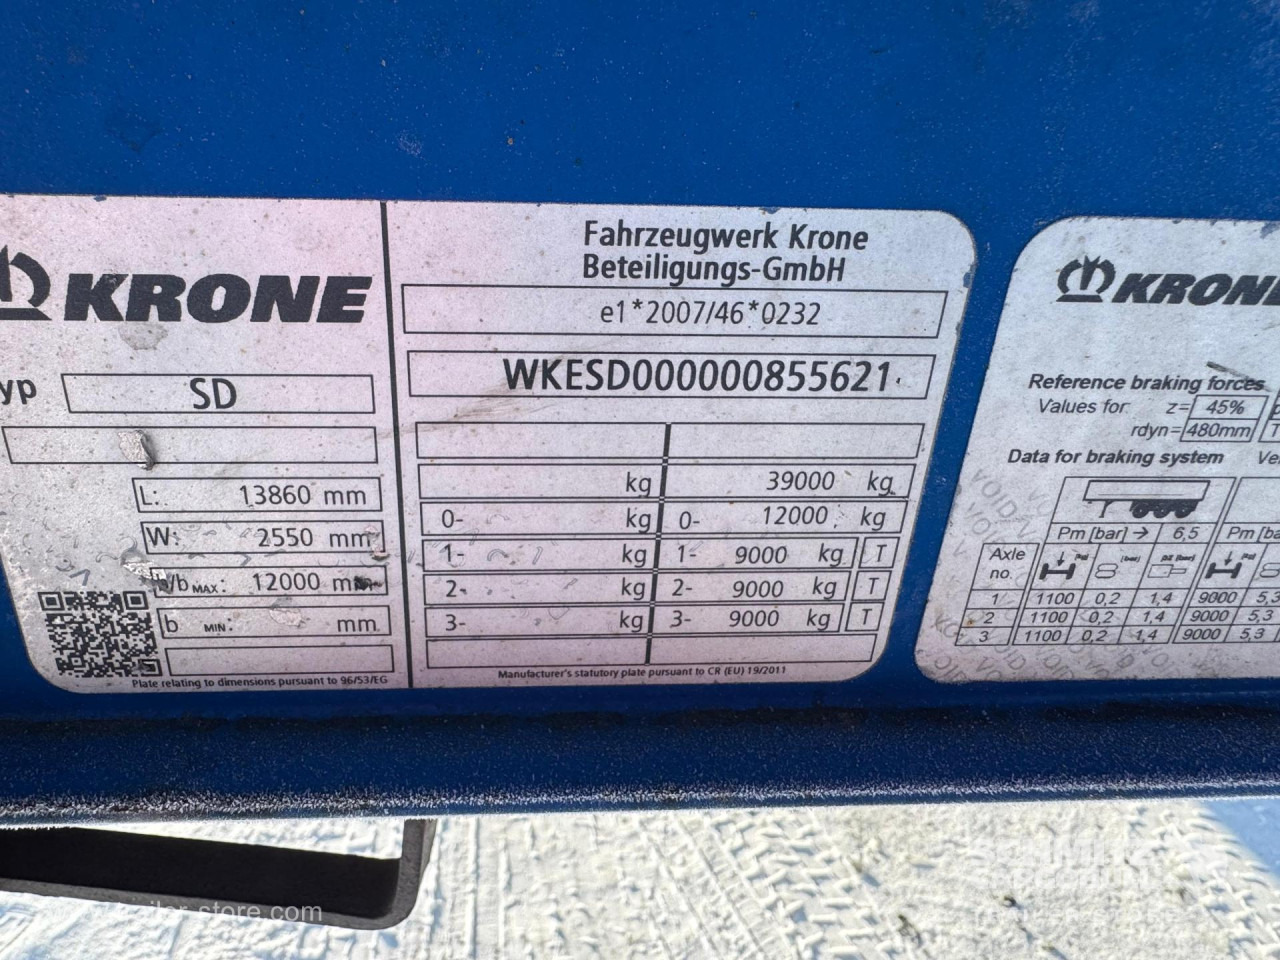 KRONE
yp SD
L: 13860 mm
W: 2550 mm
a/b MAX: 12000 mm
b MIN: mm
Plate relating to dimensions pursuant to 96/53/EG
Fahrzeugwerk Krone
Beteiligungs-GmbH
e1*2007/46*0232
WKESD000000855621
kg 39000 kg
0- kg 0- 12000 kg
1- kg 1- 9000 kg T
2- kg 2- 9000 kg T
3- kg 3- 9000 kg T
Manufacturer's statutory plate pursuant to CR (EU) 19/2011
KRONE
Reference braking forces
Values for z= 45%
rdyn= 480mm T
Data for braking system Ve
Pm [bar] → 6,5 Pm [ba
Axle
no.
1 1100 0,2 1,4 9000 5,3
2 1100 0,2 1,4 9000 5,3
3 1100 0,2 1,4 9000 5,3
VOID